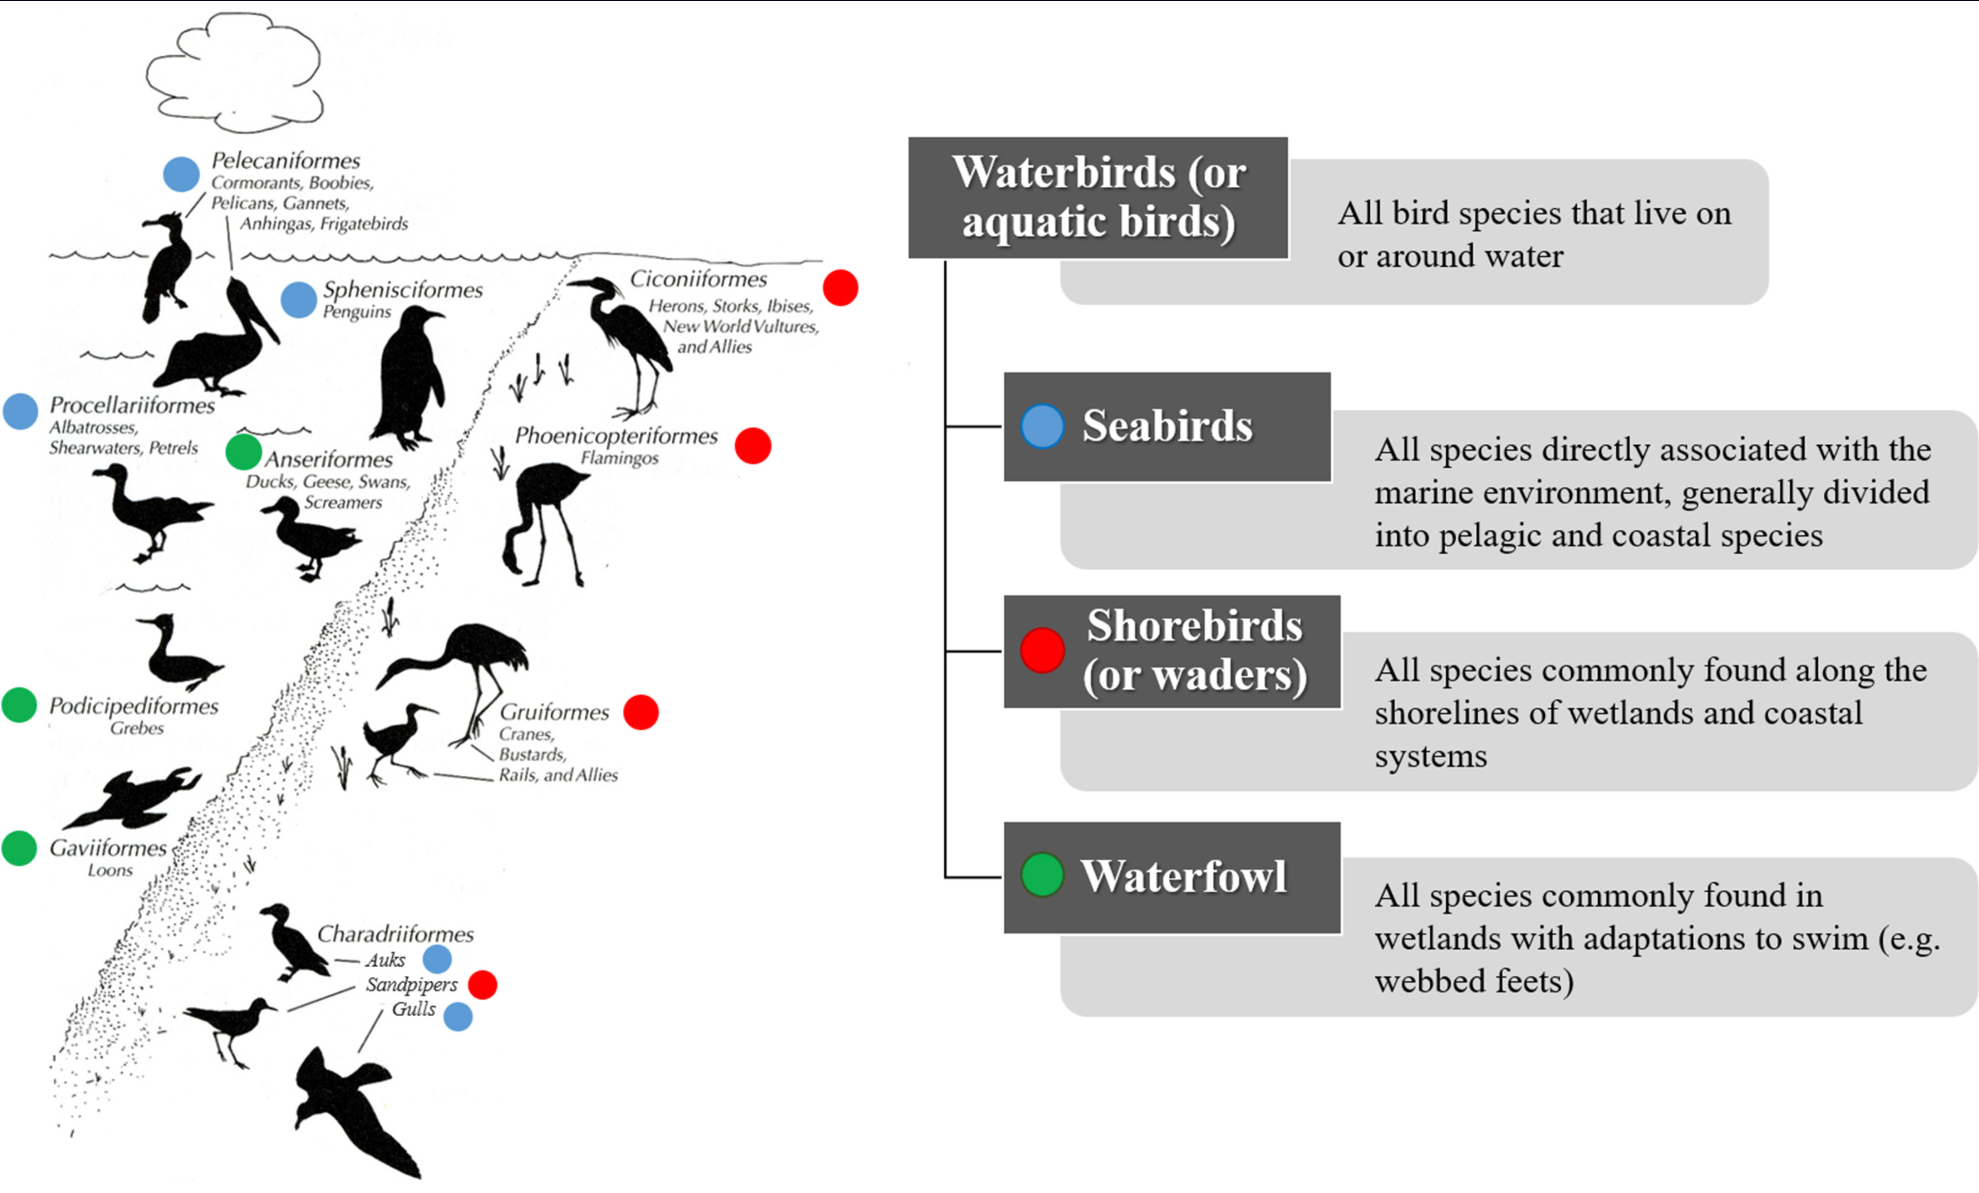 Pelecaniformes
Cormorants, Boobies,
Pelicans, Gannets,
Anhingas, Frigatebirds
Spheniscïformes
Penguins
Ciconiiformes
Herons, Storks, Ibises,
New World Vultures,
and Allies
Procellariiformes
Albatrosses,
Shearwaters, Petrels
Anseriformes
Ducks, Geese, Swans,
Screamers
Phoenicopteriformes
Flamingos
Podicipediformes
Grebes
Gruiformes
Cranes,
Bustards,
Rails, and Allies
Gaviiformes
Loons
Charadriiformes
Auks
Sandpipers
Gulls
Waterbirds (or
aquatic birds)
All bird species that live on
or around water
Seabirds
All species directly associated with the
marine environment, generally divided
into pelagic and coastal species
Shorebirds
(or waders)
All species commonly found along the
shorelines of wetlands and coastal
systems
Waterfowl
All species commonly found in
wetlands with adaptations to swim (e.g.
webbed feets)